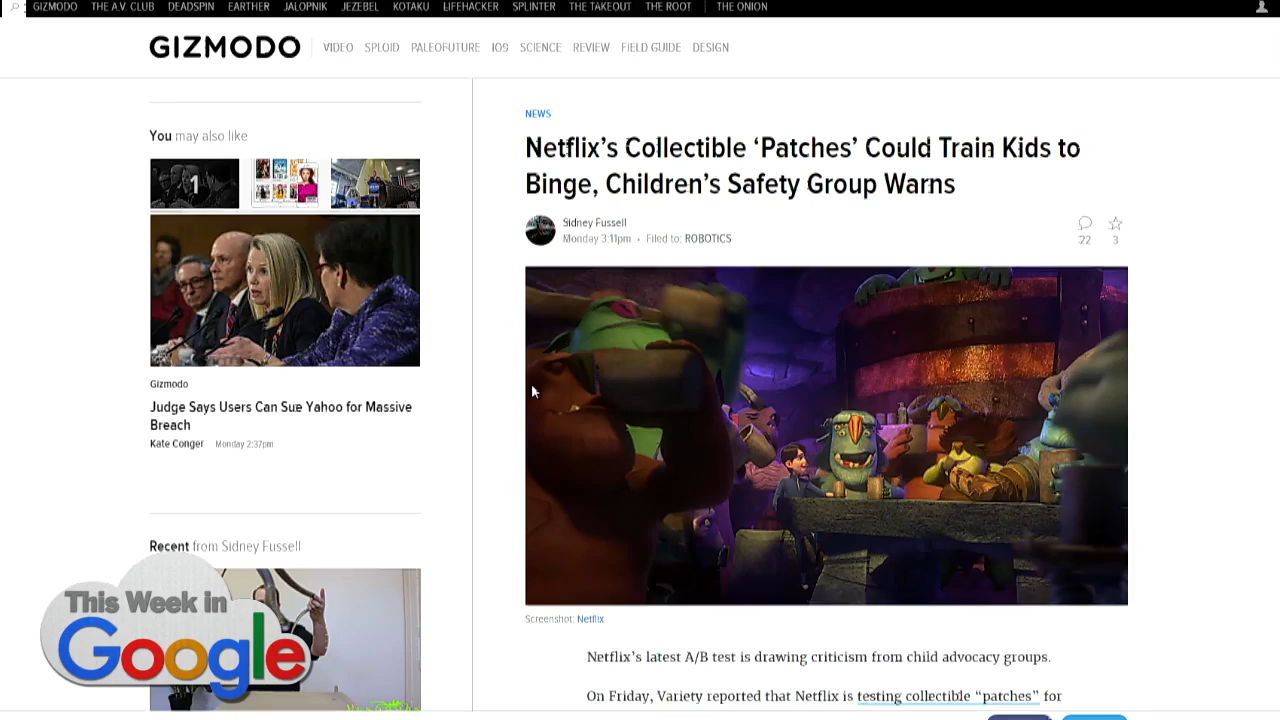 GIZMODO THE A.V. CLUB DEADSPIN EARTHER JALOPNIK JEZEBEL KOTAKU LIFEHACKER SPLINTER THE TAKEOUT THE ROOT THE ONION
GIZMODO VIDEO SPLOID PALEOFUTURE IO9 SCIENCE REVIEW FIELD GUIDE DESIGN
You may also like
1
Gizmodo
Judge Says Users Can Sue Yahoo for Massive
Breach
Kate Conger Monday 2:37pm
Recent from Sidney Fussell
This Week in
Google
NEWS
Netflix's Collectible 'Patches' Could Train Kids to
Binge, Children's Safety Group Warns
Sidney Fussell
Monday 3:11pm • Filed to: ROBOTICS
22 3
Screenshot: Netflix
Netflix's latest A/B test is drawing criticism from child advocacy groups.
On Friday, Variety reported that Netflix is testing collectible “patches” for